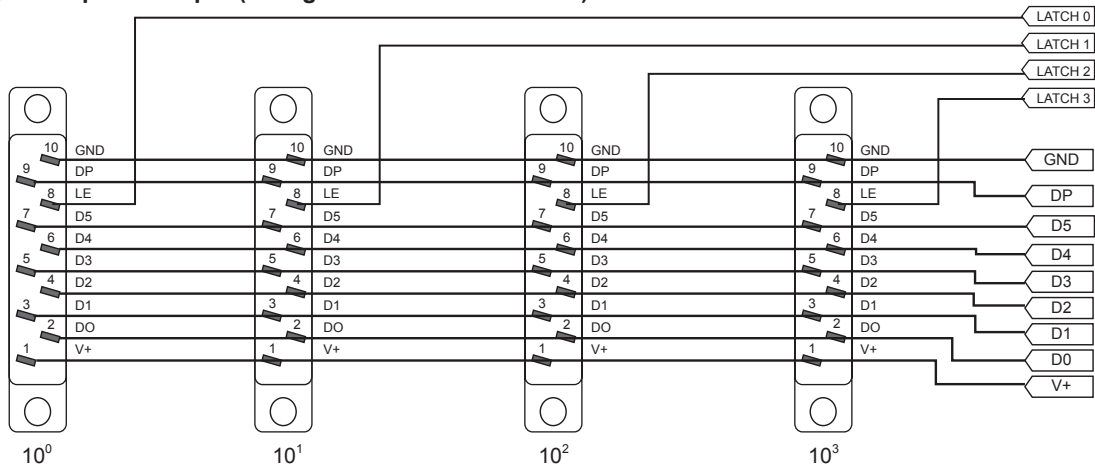 LATCH 0
LATCH 1
LATCH 2
LATCH 3
10 GND
9 DP
8 LE
7 D5
6 D4
5 D3
4 D2
3 D1
2 DO
1 V+
10⁰
10 GND
9 DP
8 LE
7 D5
6 D4
5 D3
4 D2
3 D1
2 DO
1 V+
10¹
10 GND
9 DP
8 LE
7 D5
6 D4
5 D3
4 D2
3 D1
2 DO
1 V+
10²
10 GND
9 DP
8 LE
7 D5
6 D4
5 D3
4 D2
3 D1
2 DO
1 V+
10³
GND
DP
D5
D4
D3
D2
D1
D0
V+